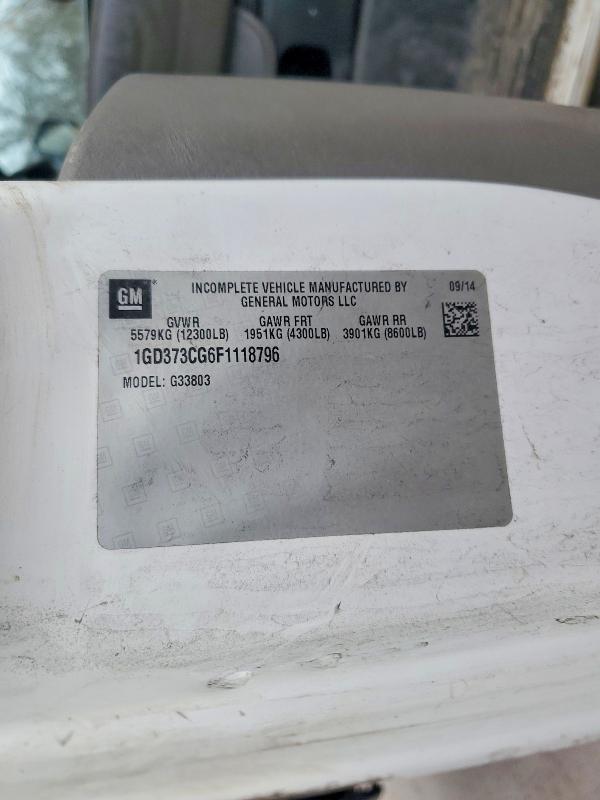 GM
INCOMPLETE VEHICLE MANUFACTURED BY
GENERAL MOTORS LLC
09/14
GVWR GAWR FRT GAWR RR
5579KG (12300LB) 1951KG (4300LB) 3901KG (8600LB)
1GD373CG6F1118796
MODEL: G33803